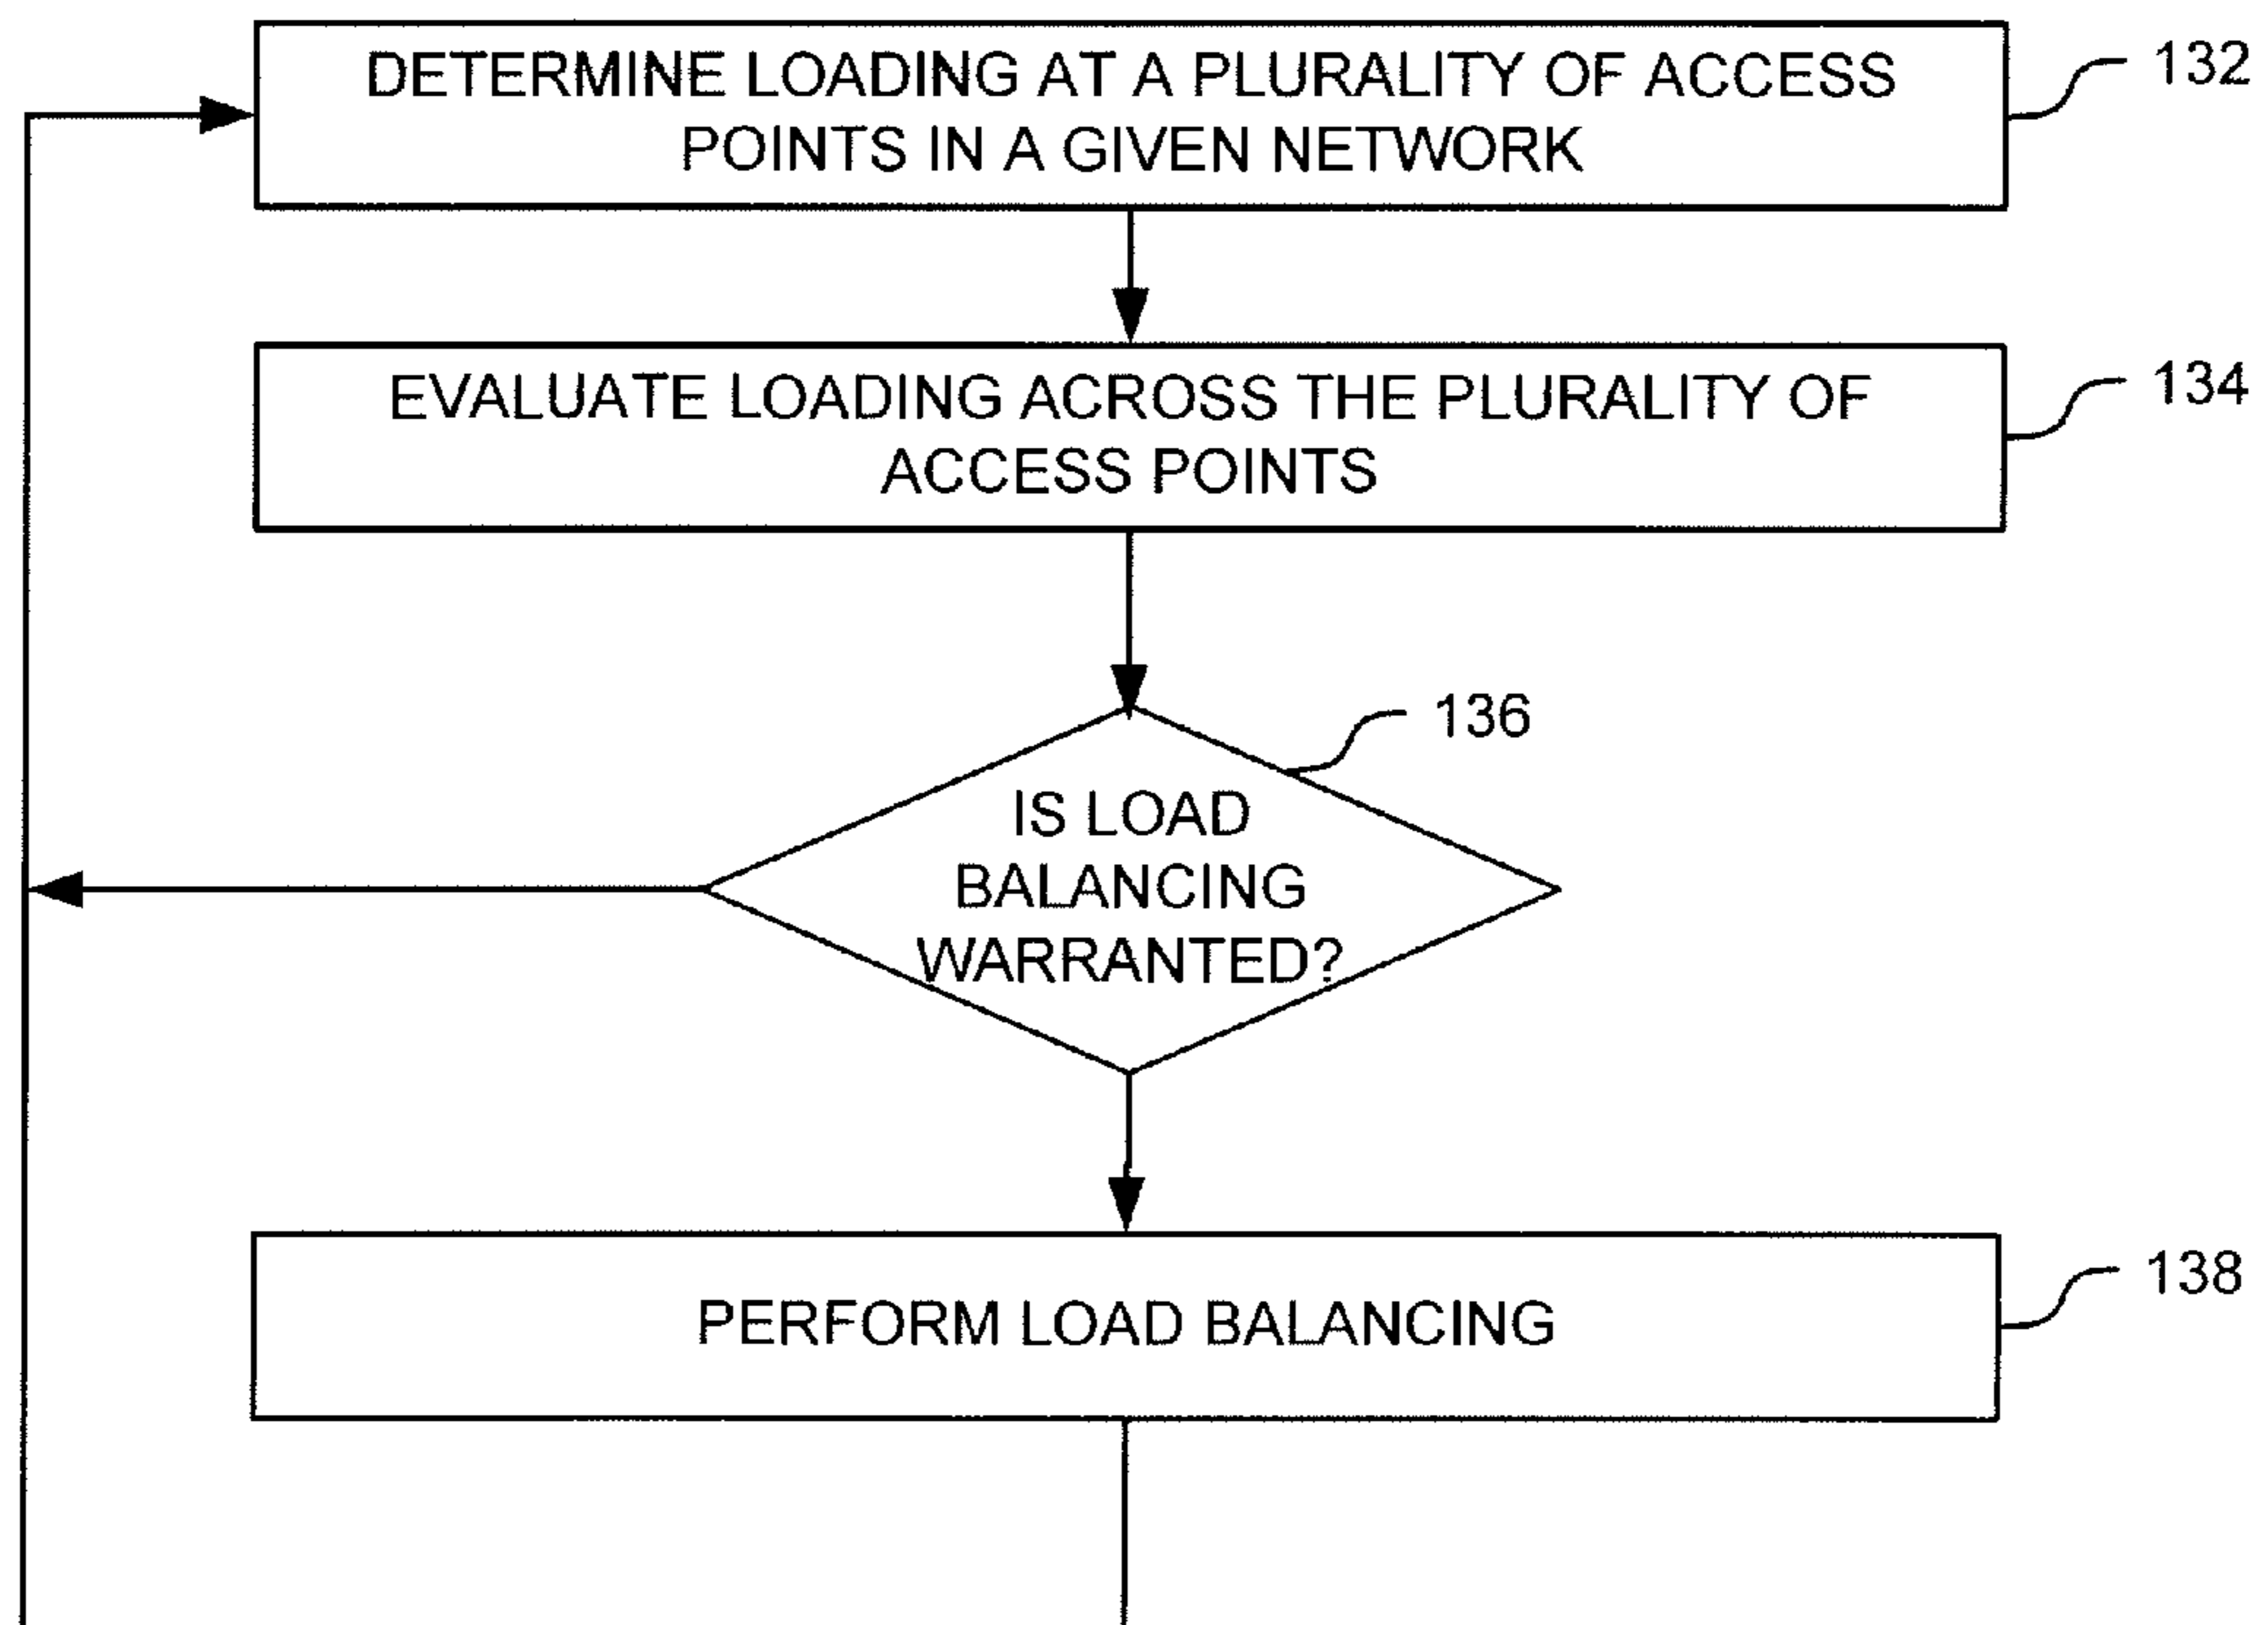 DETERMINE LOADING AT A PLURALITY OF ACCESS
POINTS IN A GIVEN NETWORK
132
EVALUATE LOADING ACROSS THE PLURALITY OF
ACCESS POINTS
134
136
IS LOAD
BALANCING
WARRANTED?
PERFORM LOAD BALANCING
138